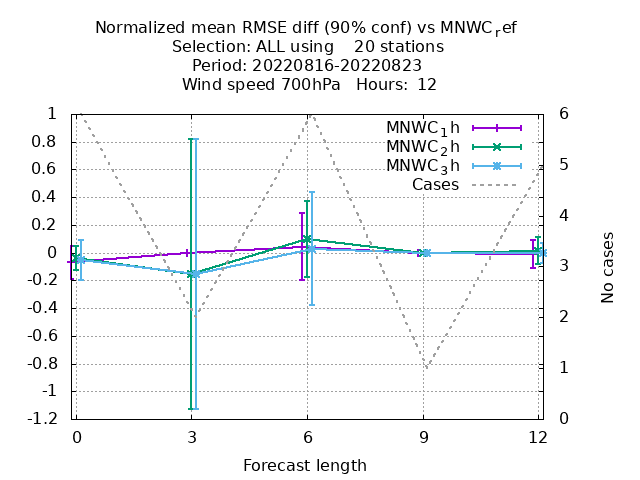 Normalized mean RMSE diff (90% conf) vs MNWC_ref
Selection: ALL using    20 stations
Period: 20220816-20220823
Wind speed 700hPa   Hours:  12
MNWC_1h
MNWC_2h
MNWC_3h
Cases
1
0.8
0.6
0.4
0.2
0
-0.2
-0.4
-0.6
-0.8
-1
-1.2
6
5
4
3
2
1
0
No cases
0 3 6 9 12
Forecast length